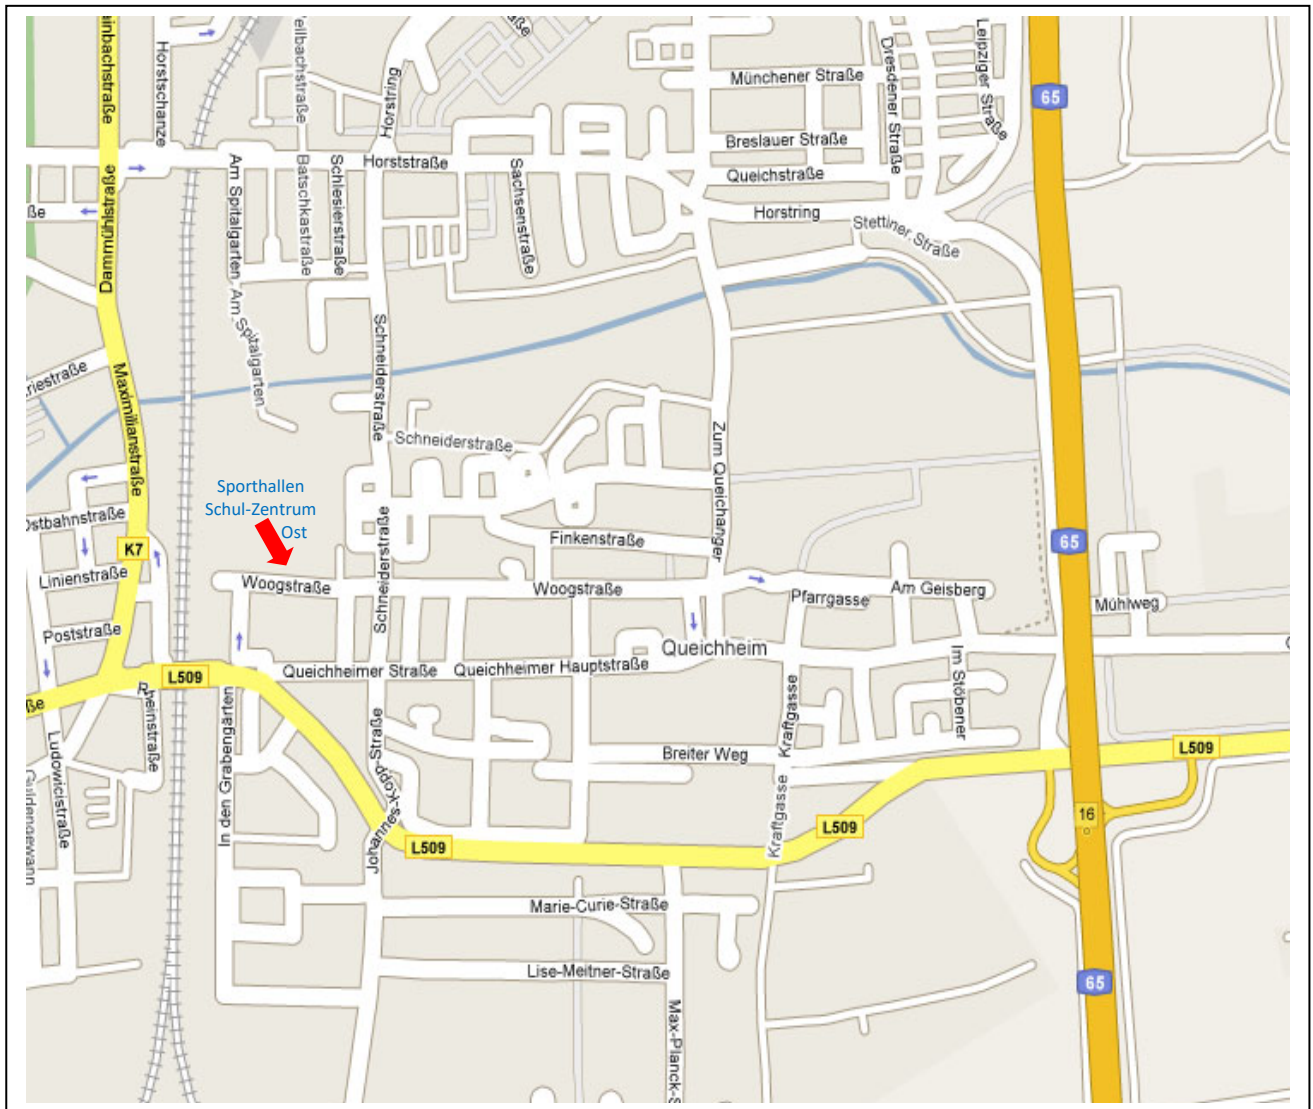 Horstschanze
Horstring
Münchener Straße
Dresdener Straße
Leipziger Straße
65
Breslauer Straße
Queichstraße
Horstring
Stettiner Straße
Horststraße
Sachsenstraße
Am Spitalgarten
Batschkastraße
Schlesierstraße
Dammühlstraße
Am Spitalgarten
Schneiderstraße
Maximilianstraße
Schneiderstraße
Zum Queichanger
Sporthallen
Schul-Zentrum
Ost
K7
Linienstraße
Poststraße
Finkenstraße
Schneiderstraße
65
Woogstraße
Woogstraße
Pfarrgasse
Am Geisberg
Mühlweg
Queichheim
Queichheimer Straße
Queichheimer Hauptstraße
L509
Rheinstraße
Im Stöbener
Kraftgasse
Breiter Weg
L509
Ludowicistraße
In den Grabengärten
Johannes-Kopp-Straße
Kraftgasse
L509
L509
16
Marie-Curie-Straße
Lise-Meitner-Straße
65
Max-Planck-S